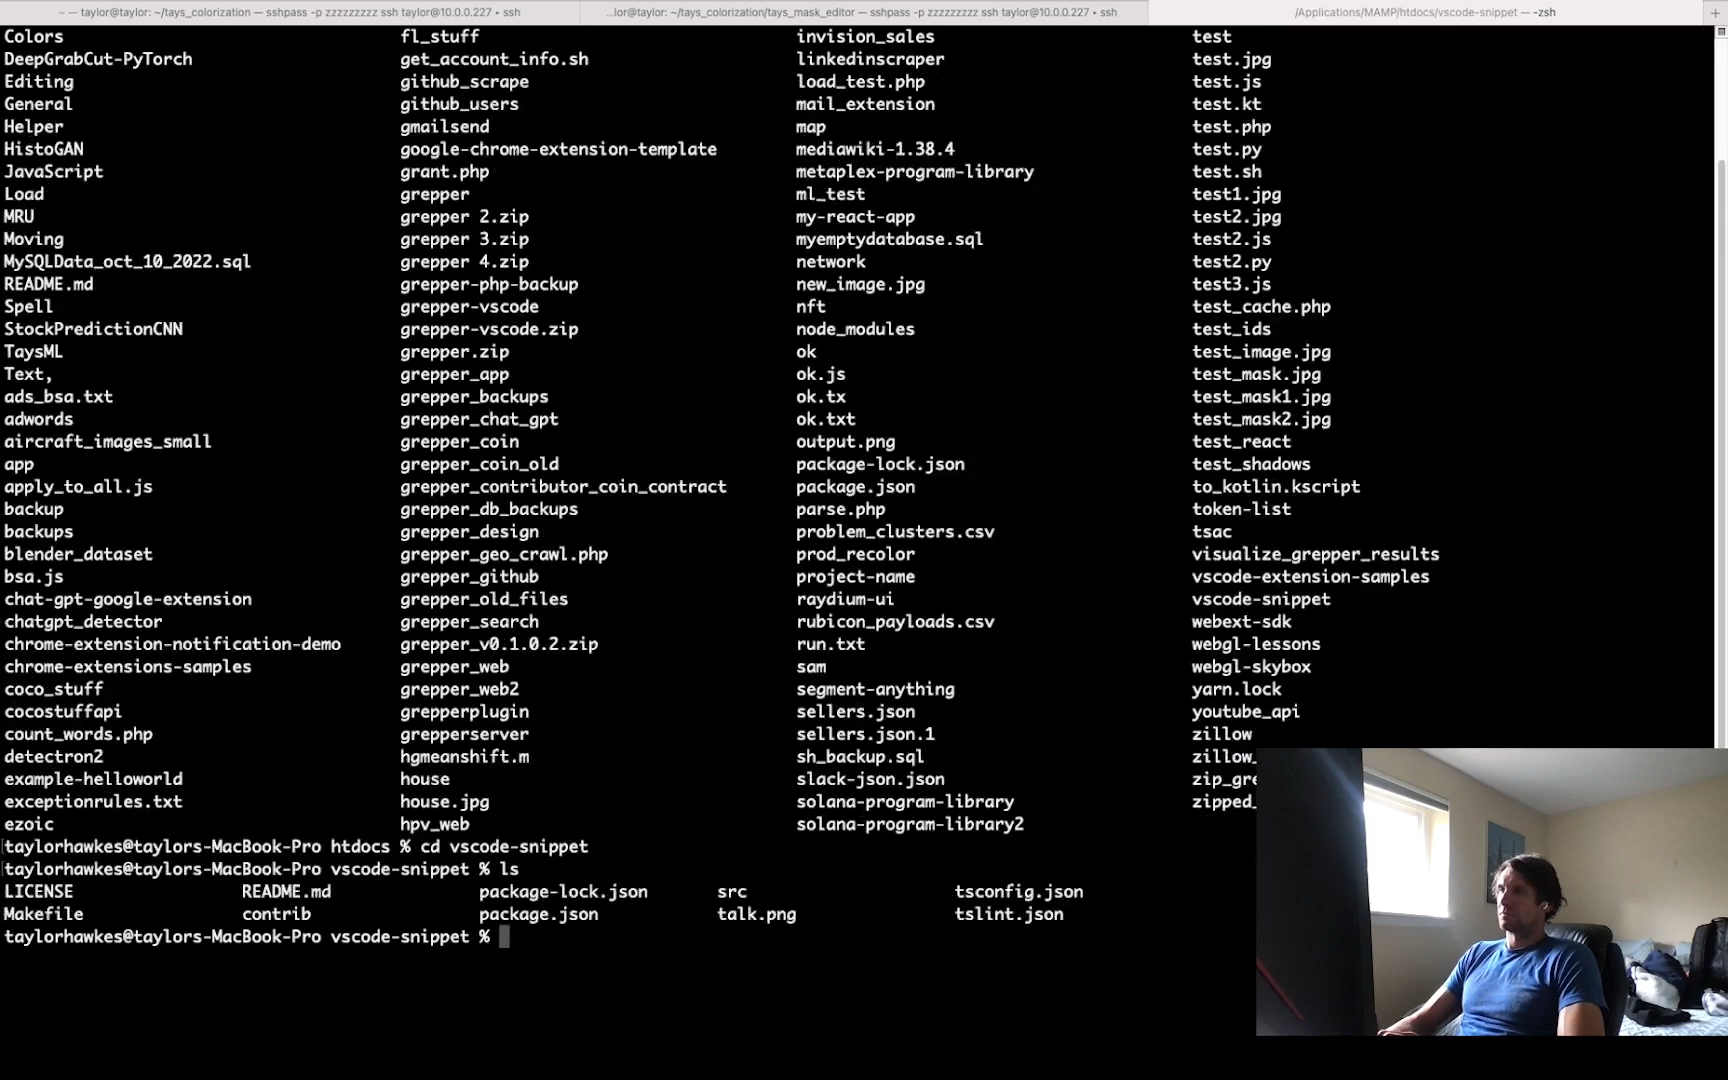 ~ — taylor@taylor: ~/tays_colorization — sshpass -p zzzzzzzzz ssh taylor@10.0.0.227 • ssh
...lor@taylor: ~/tays_colorization/tays_mask_editor — sshpass -p zzzzzzzzz ssh taylor@10.0.0.227 • ssh
/Applications/MAMP/htdocs/vscode-snippet — -zsh
Colors fl_stuff invision_sales test
DeepGrabCut-PyTorch get_account_info.sh linkedinscraper test.jpg
Editing github_scrape load_test.php test.js
General github_users mail_extension test.kt
Helper gmailsend map test.php
HistoGAN google-chrome-extension-template mediawiki-1.38.4 test.py
JavaScript grant.php metaplex-program-library test.sh
Load grepper ml_test test1.jpg
MRU grepper 2.zip my-react-app test2.jpg
Moving grepper 3.zip myemptydatabase.sql test2.js
MySQLData_oct_10_2022.sql grepper 4.zip network test2.py
README.md grepper-php-backup new_image.jpg test3.js
Spell grepper-vscode nft test_cache.php
StockPredictionCNN grepper-vscode.zip node_modules test_ids
TaysML grepper.zip ok test_image.jpg
Text, grepper_app ok.js test_mask.jpg
ads_bsa.txt grepper_backups ok.tx test_mask1.jpg
adwords grepper_chat_gpt ok.txt test_mask2.jpg
aircraft_images_small grepper_coin output.png test_react
app grepper_coin_old package-lock.json test_shadows
apply_to_all.js grepper_contributor_coin_contract package.json to_kotlin.kscript
backup grepper_db_backups parse.php token-list
backups grepper_design problem_clusters.csv tsac
blender_dataset grepper_geo_crawl.php prod_recolor visualize_grepper_results
bsa.js grepper_github project-name vscode-extension-samples
chat-gpt-google-extension grepper_old_files raydium-ui vscode-snippet
chatgpt_detector grepper_search rubicon_payloads.csv webext-sdk
chrome-extension-notification-demo grepper_v0.1.0.2.zip run.txt webgl-lessons
chrome-extensions-samples grepper_web sam webgl-skybox
coco_stuff grepper_web2 segment-anything yarn.lock
cocostuffapi grepperplugin sellers.json youtube_api
count_words.php grepperserver sellers.json.1 zillow
detectron2 hgmeanshift.m sh_backup.sql zillow_
example-helloworld house slack-json.json zip_gre
exceptionrules.txt house.jpg solana-program-library zipped_
ezoic hpv_web solana-program-library2
taylorhawkes@taylors-MacBook-Pro htdocs % cd vscode-snippet
taylorhawkes@taylors-MacBook-Pro vscode-snippet % ls
LICENSE README.md package-lock.json src tsconfig.json
Makefile contrib package.json talk.png tslint.json
taylorhawkes@taylors-MacBook-Pro vscode-snippet %